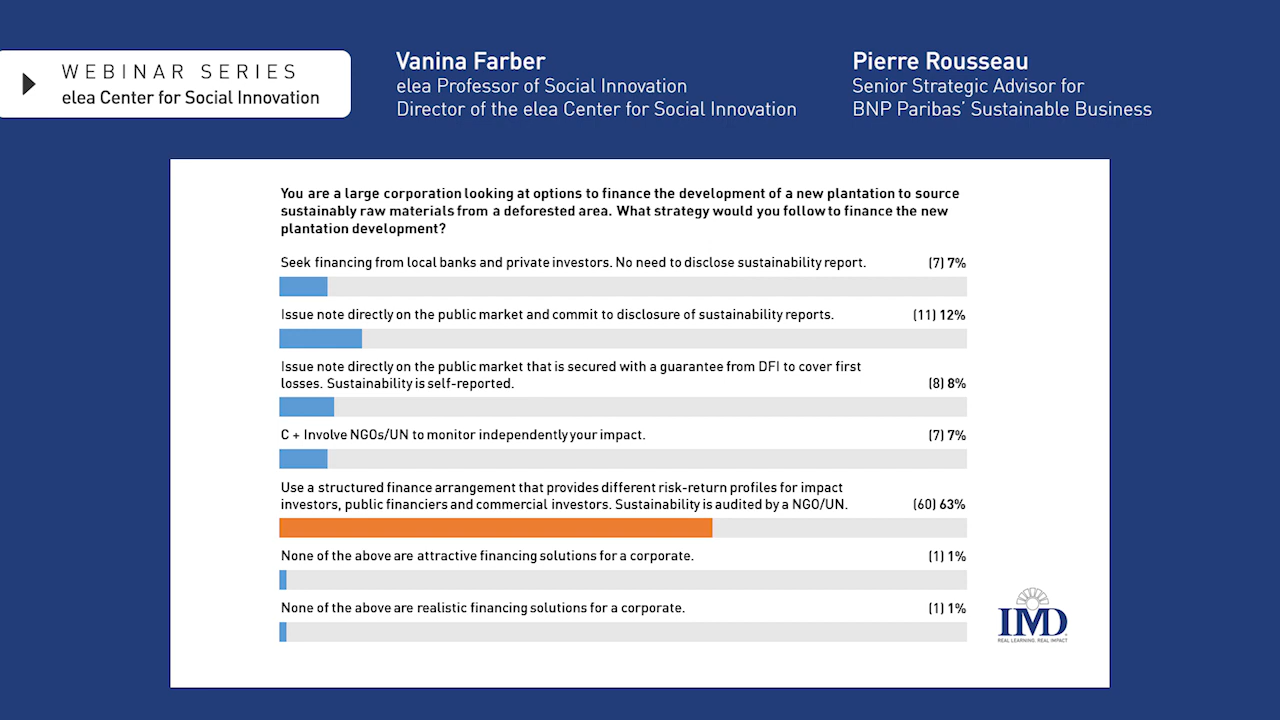 WEBINAR SERIES
elea Center for Social Innovation
Vanina Farber
elea Professor of Social Innovation
Director of the elea Center for Social Innovation
Pierre Rousseau
Senior Strategic Advisor for
BNP Paribas’ Sustainable Business
You are a large corporation looking at options to finance the development of a new plantation to source
sustainably raw materials from a deforested area. What strategy would you follow to finance the new
plantation development?
Seek financing from local banks and private investors. No need to disclose sustainability report. (7) 7%
Issue note directly on the public market and commit to disclosure of sustainability reports. (11) 12%
Issue note directly on the public market that is secured with a guarantee from DFI to cover first
losses. Sustainability is self-reported. (8) 8%
C + Involve NGOs/UN to monitor independently your impact. (7) 7%
Use a structured finance arrangement that provides different risk-return profiles for impact
investors, public financiers and commercial investors. Sustainability is audited by a NGO/UN. (60) 63%
None of the above are attractive financing solutions for a corporate. (1) 1%
None of the above are realistic financing solutions for a corporate. (1) 1%
IMD
REAL LEARNING. REAL IMPACT